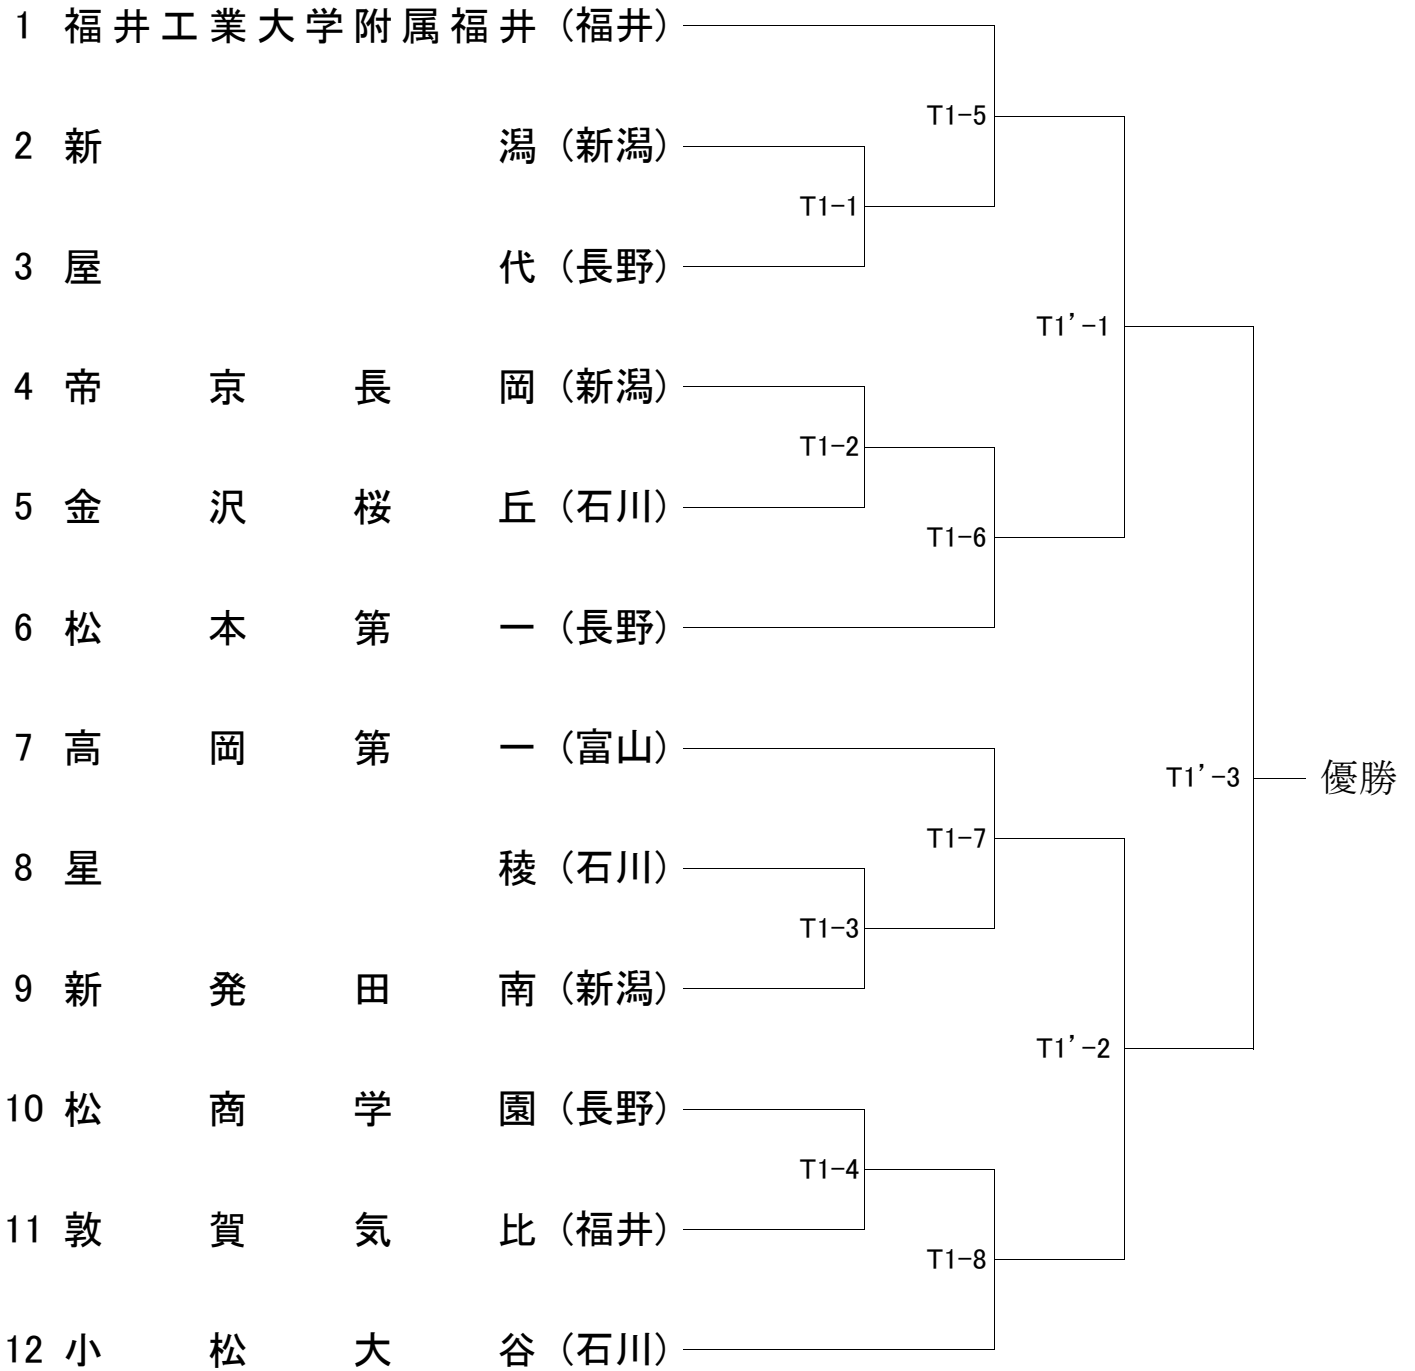 1 福井工業大学附属福井 (福井)
T1-5
2 新潟 (新潟)
T1-1
3 屋代 (長野)
T1'-1
4 帝京長岡 (新潟)
T1-2
5 金沢桜丘 (石川)
T1-6
6 松本第一 (長野)
7 高岡第一 (富山)
T1'-3 優勝
T1-7
8 星稜 (石川)
T1-3
9 新発田南 (新潟)
T1'-2
10 松商学園 (長野)
T1-4
11 敦賀気比 (福井)
T1-8
12 小松大谷 (石川)